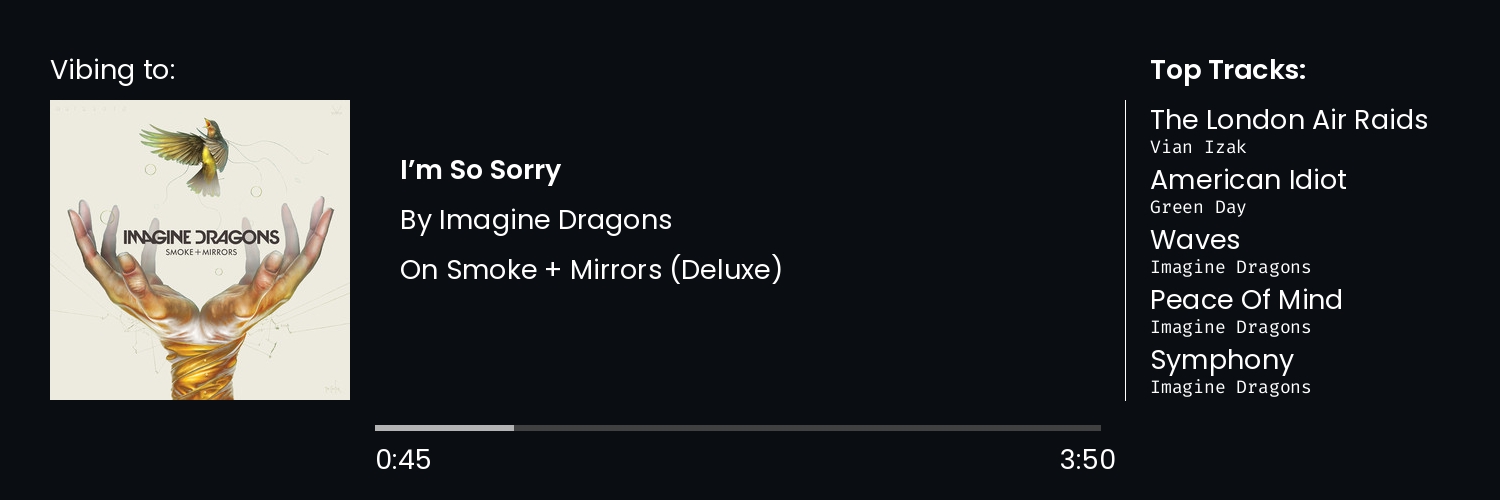 Vibing to:
IMAGINE DRAGONS
SMOKE + MIRRORS
I’m So Sorry
By Imagine Dragons
On Smoke + Mirrors (Deluxe)
0:45
3:50
Top Tracks:
The London Air Raids
Vian Izak
American Idiot
Green Day
Waves
Imagine Dragons
Peace Of Mind
Imagine Dragons
Symphony
Imagine Dragons